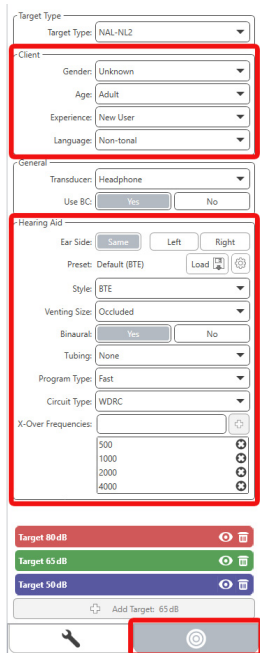 Target Type
Target Type: NAL-NL2
Client
Gender: Unknown
Age: Adult
Experience: New User
Language: Non-tonal
General
Transducer: Headphone
Use BC: Yes No
Hearing Aid
Ear Side: Same Left Right
Preset: Default (BTE) Load
Style: BTE
Venting Size: Occluded
Binaural: Yes No
Tubing: None
Program Type: Fast
Circuit Type: WDRC
X-Over Frequencies:
500
1000
2000
4000
Target 80 dB
Target 65 dB
Target 50 dB
Add Target: 65 dB